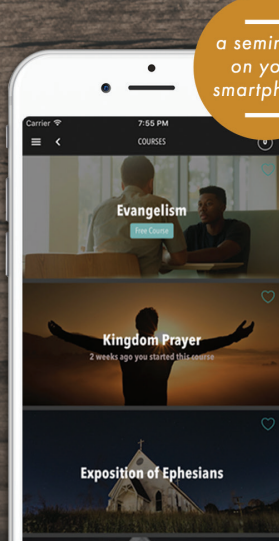 a semin
on yo
smartph
Carrier 7:55 PM
COURSES
Evangelism
Free Course
Kingdom Prayer
2 weeks ago you started this course
Exposition of Ephesians